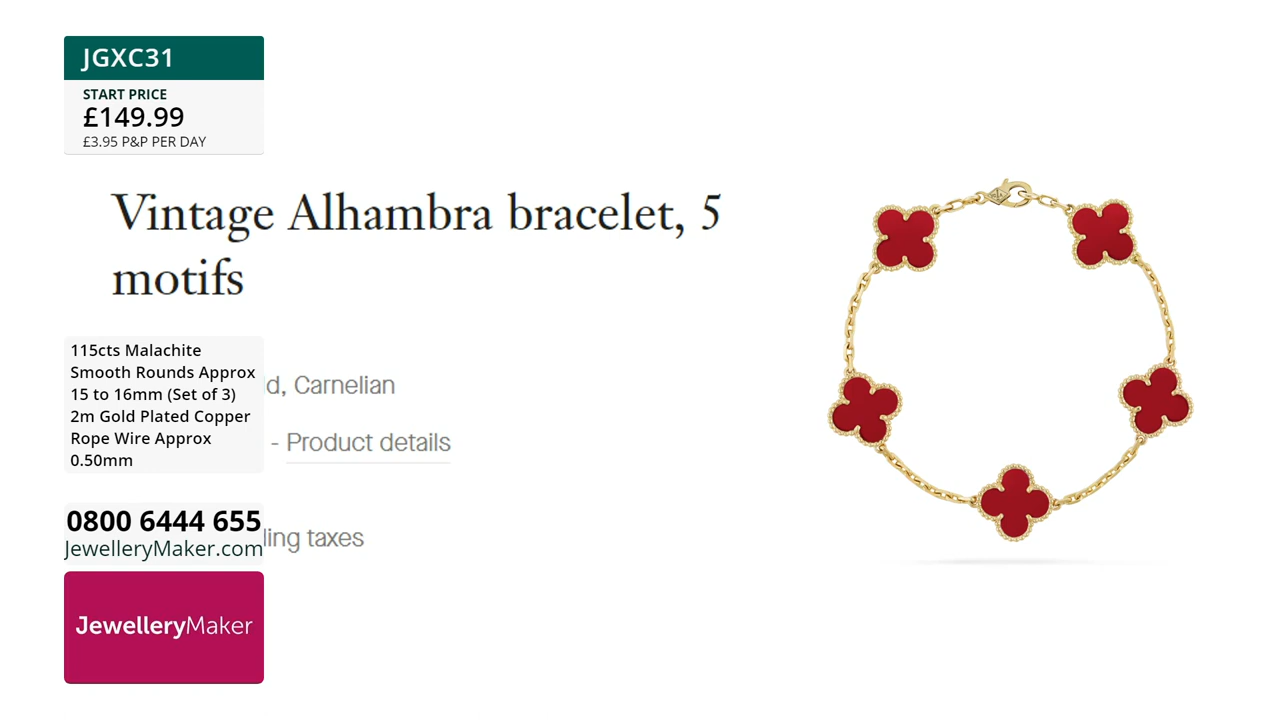 JGXC31
START PRICE
£149.99
£3.95 P&P PER DAY
Vintage Alhambra bracelet, 5
motifs
115cts Malachite
Smooth Rounds Approx
15 to 16mm (Set of 3)
2m Gold Plated Copper
Rope Wire Approx
0.50mm
Carnelian
- Product details
taxes
0800 6444 655
JewelleryMaker.com
JewelleryMaker